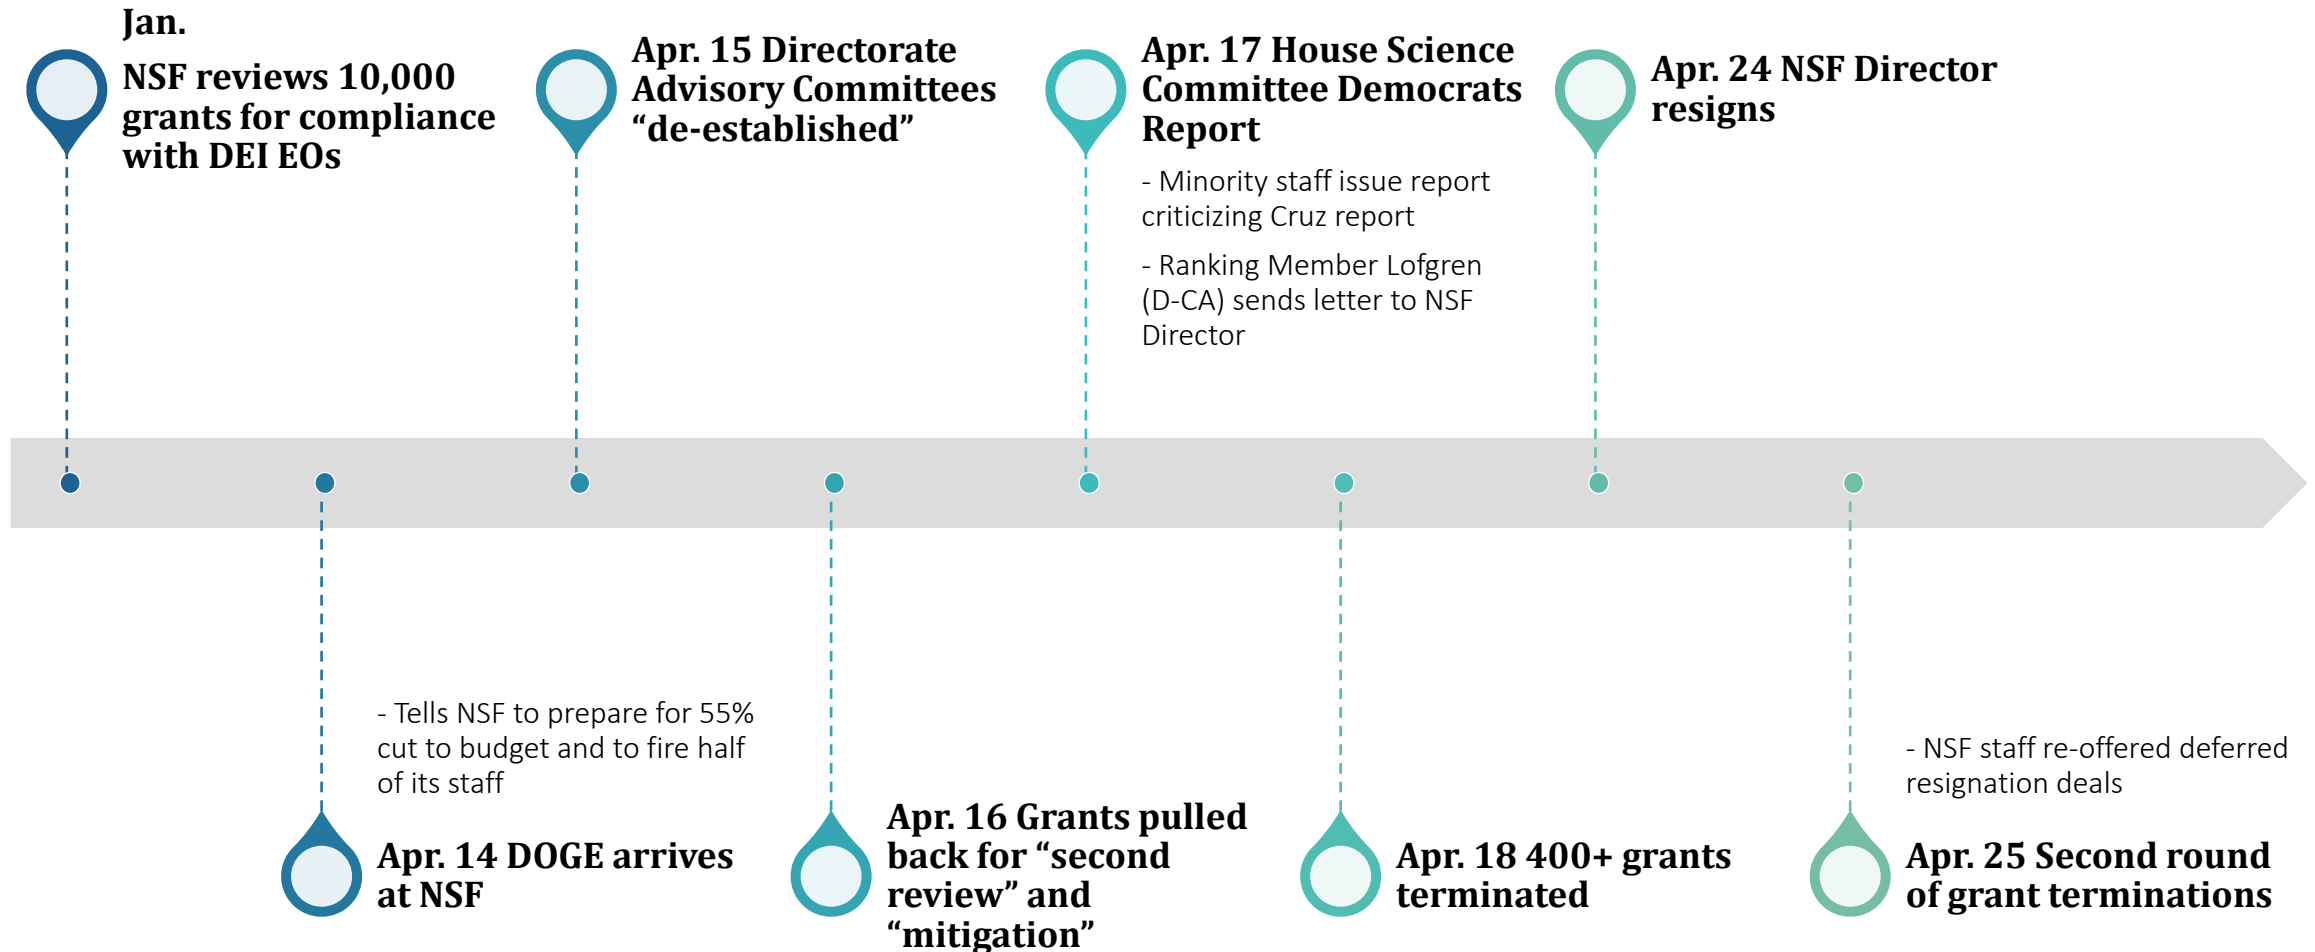 Jan.
NSF reviews 10,000
grants for compliance
with DEI EOs
Apr. 15 Directorate
Advisory Committees
“de-established”
Apr. 17 House Science
Committee Democrats
Report
- Minority staff issue report
criticizing Cruz report
- Ranking Member Lofgren
(D-CA) sends letter to NSF
Director
Apr. 24 NSF Director
resigns
- Tells NSF to prepare for 55%
cut to budget and to fire half
of its staff
Apr. 14 DOGE arrives
at NSF
Apr. 16 Grants pulled
back for “second
review” and
“mitigation”
Apr. 18 400+ grants
terminated
- NSF staff re-offered deferred
resignation deals
Apr. 25 Second round
of grant terminations